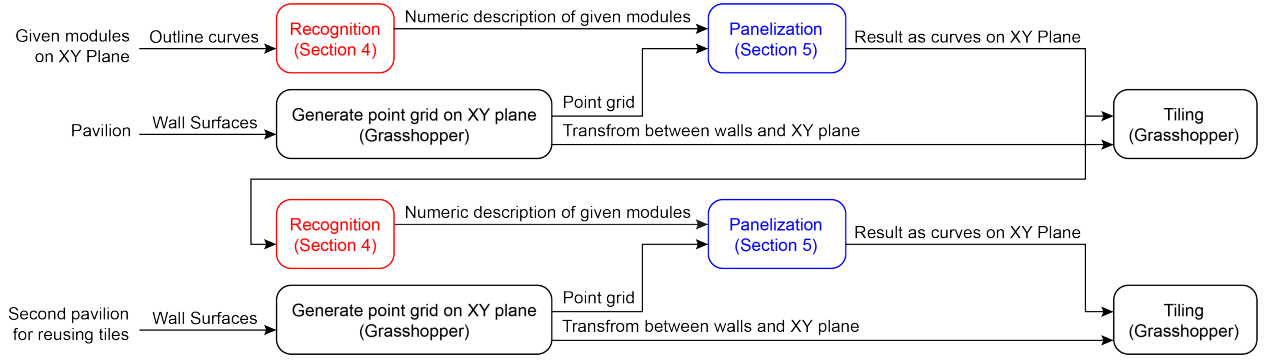 Given modules
on XY Plane
Outline curves
Recognition
(Section 4)
Numeric description of given modules
Panelization
(Section 5)
Result as curves on XY Plane
Pavilion
Wall Surfaces
Generate point grid on XY plane
(Grasshopper)
Point grid
Transfrom between walls and XY plane
Tiling
(Grasshopper)
Recognition
(Section 4)
Numeric description of given modules
Panelization
(Section 5)
Result as curves on XY Plane
Second pavilion
for reusing tiles
Wall Surfaces
Generate point grid on XY plane
(Grasshopper)
Point grid
Transfrom between walls and XY plane
Tiling
(Grasshopper)